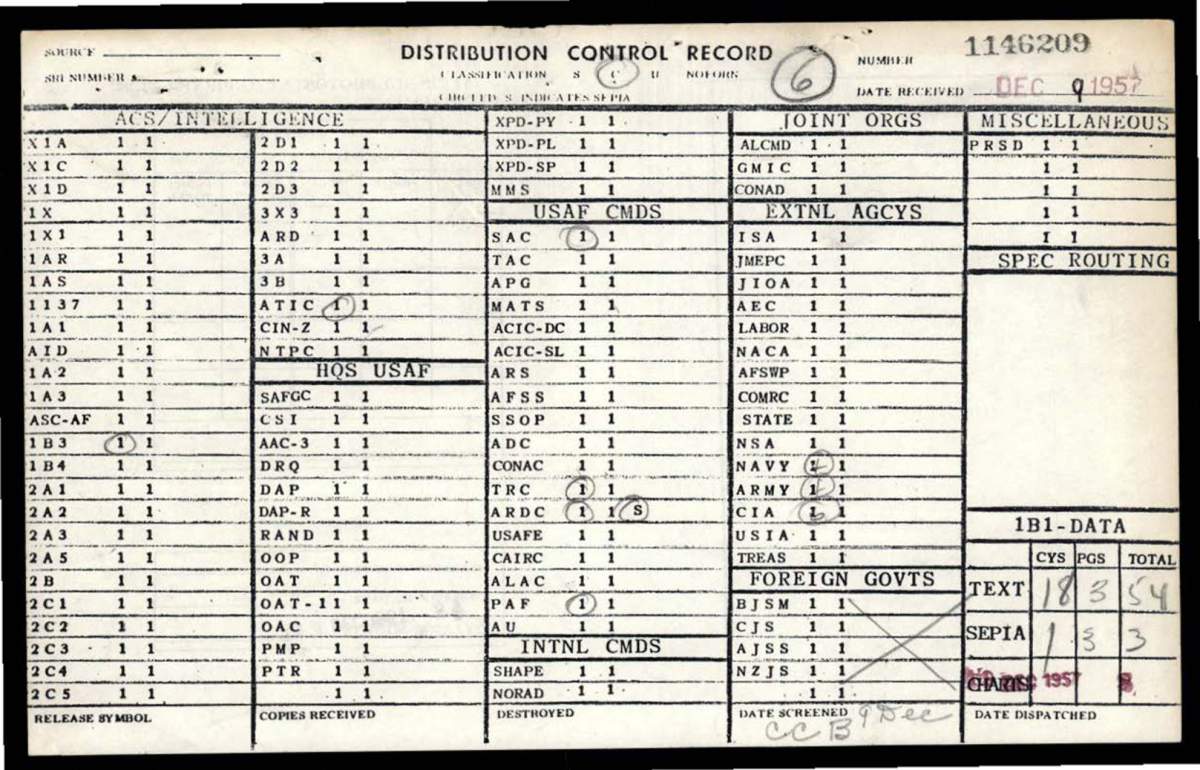 SOURCE
SRI NUMBER
DISTRIBUTION CONTROL RECORD
CLASSIFICATION S C U NOFORN
CIRCLED S INDICATES SEPIA
6
NUMBER 1146209
DATE RECEIVED DEC 9 1957
ACS/INTELLIGENCE
X1A 1 1
X1C 1 1
X1D 1 1
1X 1 1
1X1 1 1
1AR 1 1
1AS 1 1
1137 1 1
1A1 1 1
AID 1 1
1A2 1 1
1A3 1 1
ASC-AF 1 1
1B3 1 1
1B4 1 1
2A1 1 1
2A2 1 1
2A3 1 1
2A5 1 1
2B 1 1
2C1 1 1
2C2 1 1
2C3 1 1
2C4 1 1
2C5 1 1
RELEASE SYMBOL
2D1 1 1
2D2 1 1
2D3 1 1
3X3 1 1
ARD 1 1
3A 1 1
3B 1 1
ATIC 1 1
CIN-Z 1 1
NTPC 1 1
HQS USAF
SAFGC 1 1
CSI 1 1
AAC-3 1 1
DRQ 1 1
DAP 1 1
DAP-R 1 1
RAND 1 1
OOP 1 1
OAT 1 1
OAT-1 1 1
OAC 1 1
PMP 1 1
PTR 1 1
1 1
COPIES RECEIVED
XPD-PY 1 1
XPD-PL 1 1
XPD-SP 1 1
MMS 1 1
USAF CMDS
SAC 1 1
TAC 1 1
APG 1 1
MATS 1 1
ACIC-DC 1 1
ACIC-SL 1 1
ARS 1 1
AFSS 1 1
SSOP 1 1
ADC 1 1
CONAC 1 1
TRC 1 1
ARDC 1 1 S
USAFE 1 1
CAIRC 1 1
ALAC 1 1
PAF 1 1
AU 1 1
INTNL CMDS
SHAPE 1 1
NORAD 1 1
DESTROYED
JOINT ORGS
ALCMD 1 1
GMIC 1 1
CONAD 1 1
EXTNL AGCYS
ISA 1 1
JMEPC 1 1
JIOA 1 1
AEC 1 1
LABOR 1 1
NACA 1 1
AFSWP 1 1
COMRC 1 1
STATE 1 1
NSA 1 1
NAVY 1
ARMY 1
CIA 6 1
USIA 1 1
TREAS 1 1
FOREIGN GOVTS
BJSM 1 1
CJS 1 1
AJSS 1 1
NZJS 1 1
1 1
DATE SCREENED 9 Dec
CCB
MISCELLANEOUS
PRSD 1 1
1 1
1 1
1 1
1 1
SPEC ROUTING
1B1-DATA
CYS PGS TOTAL
TEXT 18 3 54
SEPIA 1 3 3
CHARTS 1957
DATE DISPATCHED